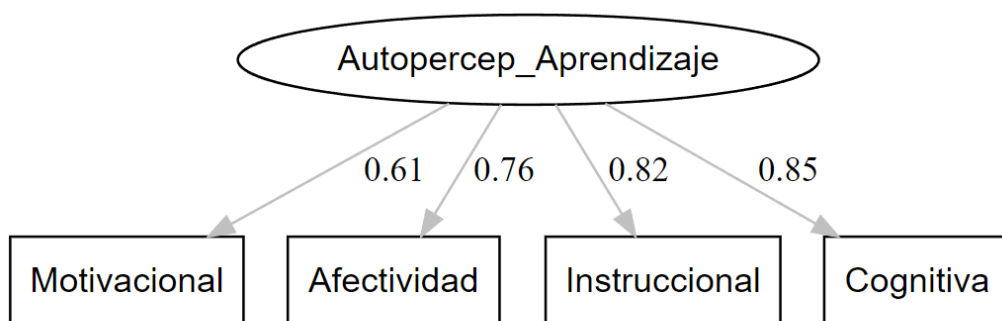 Autopercep_Aprendizaje
0.61 0.76 0.82 0.85
Motivacional Afectividad Instruccional Cognitiva